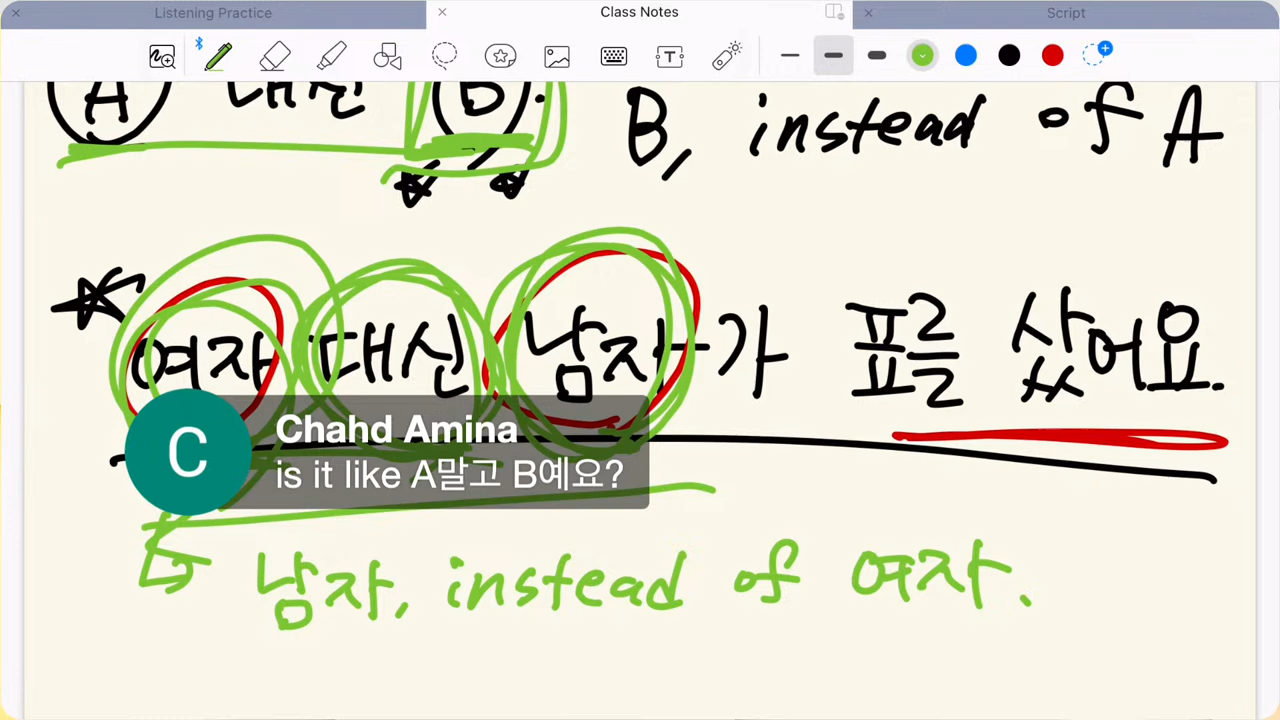 Listening Practice
Class Notes
Script
A 대신 B. B, instead of A
여자 대신 남자가 표를 샀어요.
C
Chahd Amina
is it like A말고 B예요?
남자, instead of 여자.